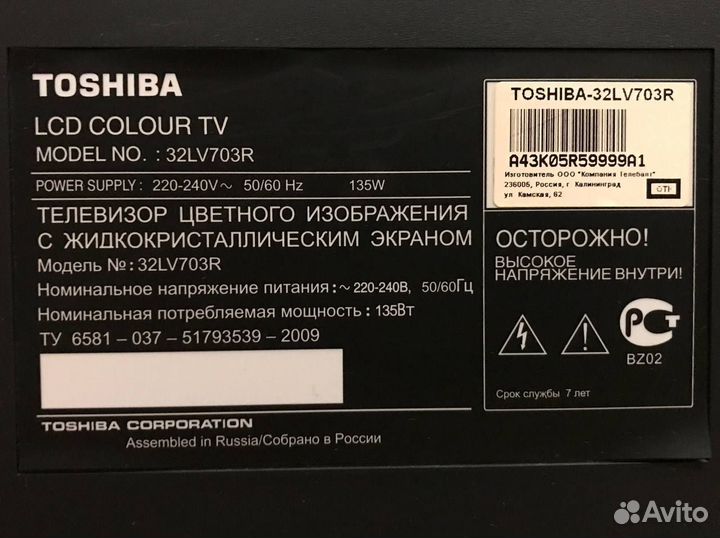 TOSHIBA
LCD COLOUR TV
MODEL NO. : 32LV703R
POWER SUPPLY : 220-240V~ 50/60 Hz 135W
ТЕЛЕВИЗОР ЦВЕТНОГО ИЗОБРАЖЕНИЯ
С ЖИДКОКРИСТАЛЛИЧЕСКИМ ЭКРАНОМ
Модель №: 32LV703R
Номинальное напряжение питания: ~ 220-240В, 50/60Гц
Номинальная потребляемая мощность : 135Вт
ТУ 6581 – 037 - 51793539 – 2009
TOSHIBA CORPORATION
Assembled in Russia/Собрано в России
TOSHIBA-32LV703R
A43K05R59999A1
Изготовитель ООО "Компания Телебалт"
236005, Россия, г Калининград
ул Камская, 62
ОТК
ОСТОРОЖНО!
ВЫСОКОЕ
НАПРЯЖЕНИЕ ВНУТРИ!
РСТ
BZ02
Срок службы 7 лет
Avito